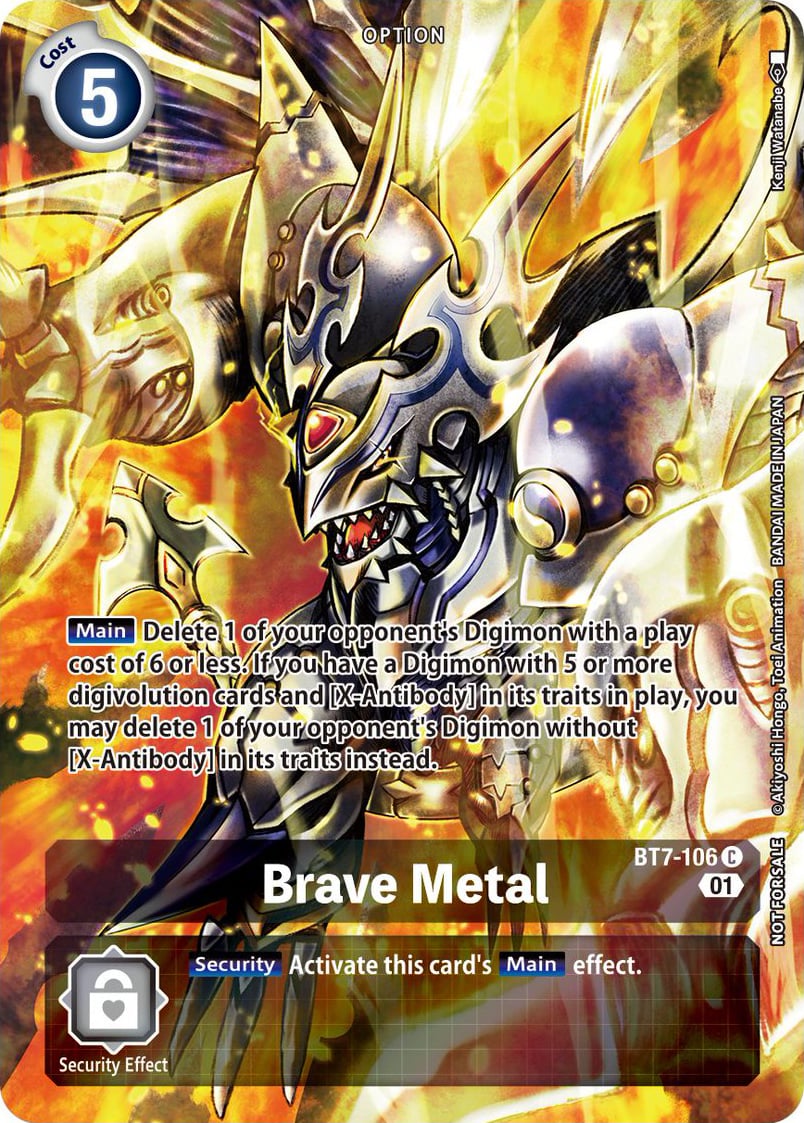 OPTION
Cost
5
Kenji Watanabe
Main Delete 1 of your opponent's Digimon with a play
cost of 6 or less. If you have a Digimon with 5 or more
digivolution cards and [X-Antibody] in its traits in play, you
may delete 1 of your opponent's Digimon without
[X-Antibody] in its traits instead.
©Akiyoshi Hongo, Toei Animation BANDAI MADE IN JAPAN
NOT FOR SALE
BT7-106 C
01
Brave Metal
Security Activate this card's Main effect.
Security Effect